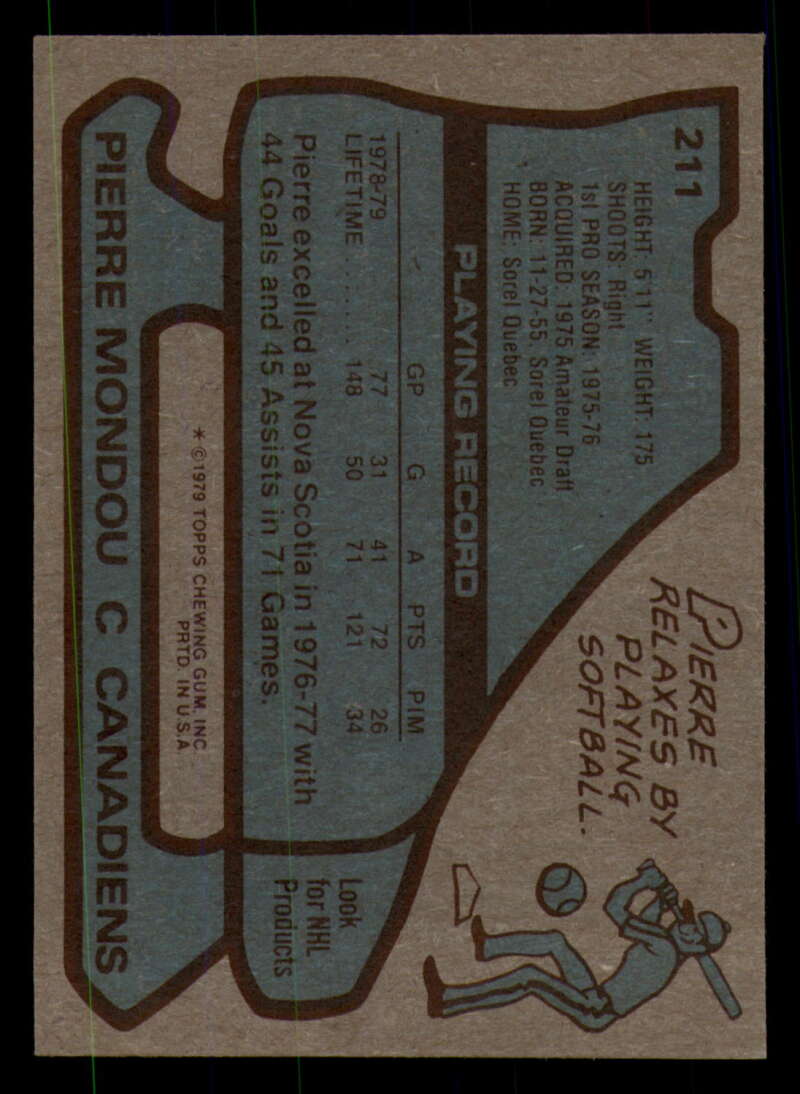 211
HEIGHT: 5'11" WEIGHT: 175
SHOOTS: Right
1st PRO SEASON: 1975-76
ACQUIRED: 1975 Amateur Draft
BORN: 11-27-55, Sorel Quebec
HOME: Sorel Quebec
PIERRE
RELAXES BY
PLAYING
SOFTBALL.
PLAYING RECORD
GP G A PTS PIM
1978-79 77 31 41 72 26
LIFETIME ........ 148 50 71 121 34
Pierre excelled at Nova Scotia in 1976-77 with
44 Goals and 45 Assists in 71 Games.
Look
for NHL
Products
* ©1979 TOPPS CHEWING GUM, INC.
PRTD. IN U.S.A.
PIERRE MONDOU C CANADIENS